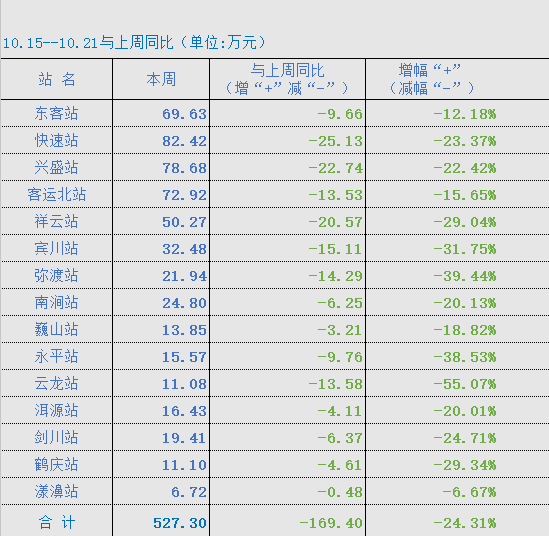 10.15--10.21与上周同比（单位:万元）
站 名 本周 与上周同比（增“+”减“-”） 增幅“+”（减幅“-”）
东客站 69.63 -9.66 -12.18%
快速站 82.42 -25.13 -23.37%
兴盛站 78.68 -22.74 -22.42%
客运北站 72.92 -13.53 -15.65%
祥云站 50.27 -20.57 -29.04%
宾川站 32.48 -15.11 -31.75%
弥渡站 21.94 -14.29 -39.44%
南涧站 24.80 -6.25 -20.13%
巍山站 13.85 -3.21 -18.82%
永平站 15.57 -9.76 -38.53%
云龙站 11.08 -13.58 -55.07%
洱源站 16.43 -4.11 -20.01%
剑川站 19.41 -6.37 -24.71%
鹤庆站 11.10 -4.61 -29.34%
漾濞站 6.72 -0.48 -6.67%
合 计 527.30 -169.40 -24.31%